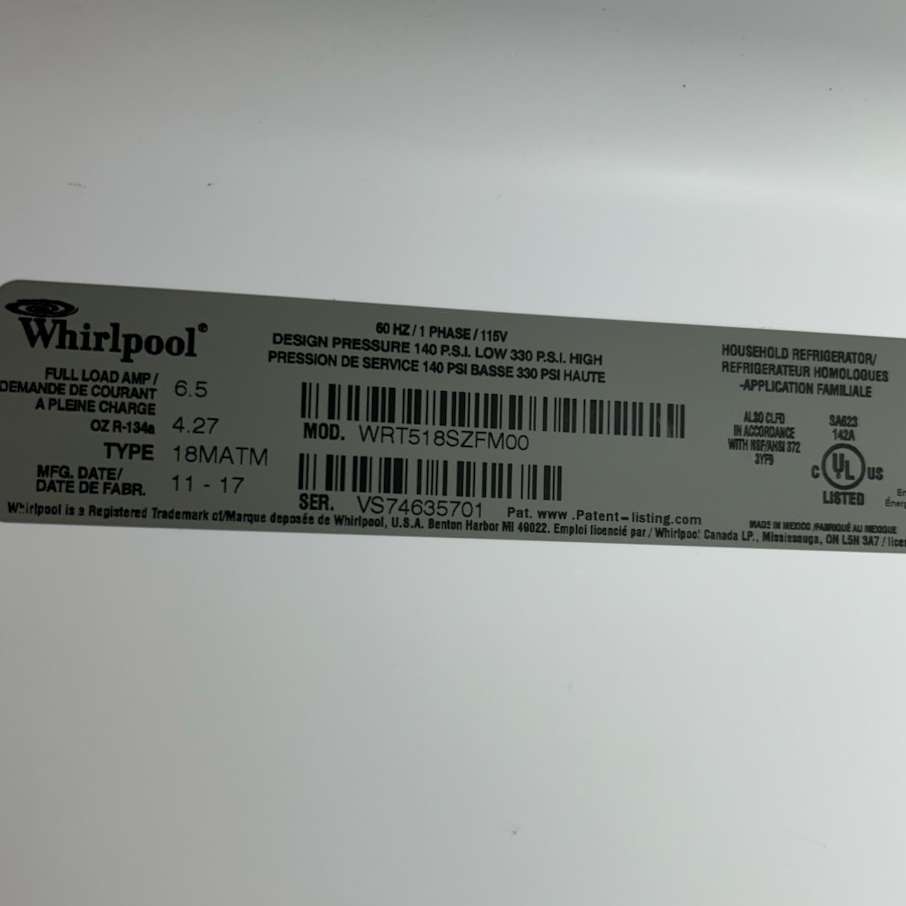 Whirlpool®
60 HZ / 1 PHASE / 115V
DESIGN PRESSURE 140 P.S.I. LOW 330 P.S.I. HIGH
PRESSION DE SERVICE 140 PSI BASSE 330 PSI HAUTE
FULL LOAD AMP /
DEMANDE DE COURANT 6.5
A PLEINE CHARGE
OZ R-134a 4.27
TYPE 18MATM
MFG. DATE/
DATE DE FABR. 11 - 17
MOD. WRT518SZFM00
SER. VS74635701
Pat. www .Patent-listing.com
HOUSEHOLD REFRIGERATOR/
REFRIGERATEUR HOMOLOGUES
-APPLICATION FAMILIALE
ALSO CLFD
IN ACCORDANCE
WITH NSF/ANSI 372
3YF9
SA623
142A
C UL US
LISTED
MADE IN MEXICO /FABRIQUÉ AU MEXIQUE
Whirlpool is a Registered Trademark of/Marque deposée de Whirlpool, U.S.A. Benton Harbor MI 49022. Emploi licencié par / Whirlpool Canada LP., Mississauga, ON L5N 3A7 /